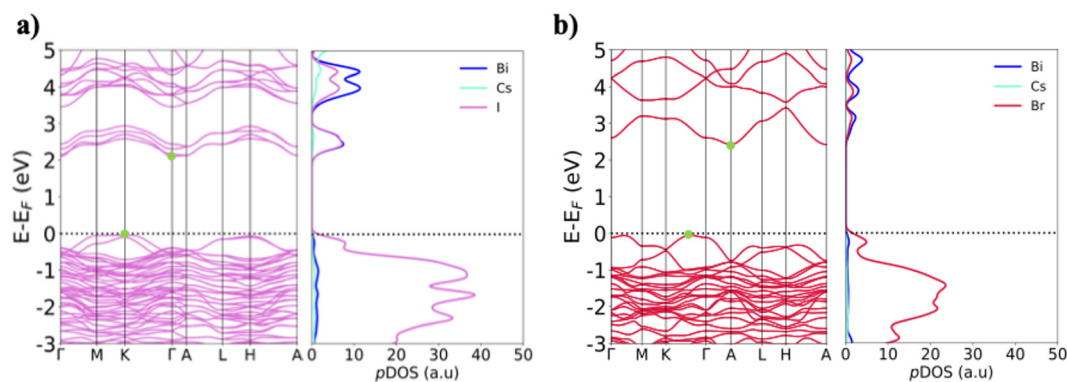 a)
b)
E-E_F (eV)
5
4
3
2
1
0
-1
-2
-3
Γ M K Γ A L H A
Bi
Cs
I
0 10 20 30 40 50
pDOS (a.u)
E-E_F (eV)
5
4
3
2
1
0
-1
-2
-3
Γ M K Γ A L H A
Bi
Cs
Br
0 10 20 30 40 50
pDOS (a.u)